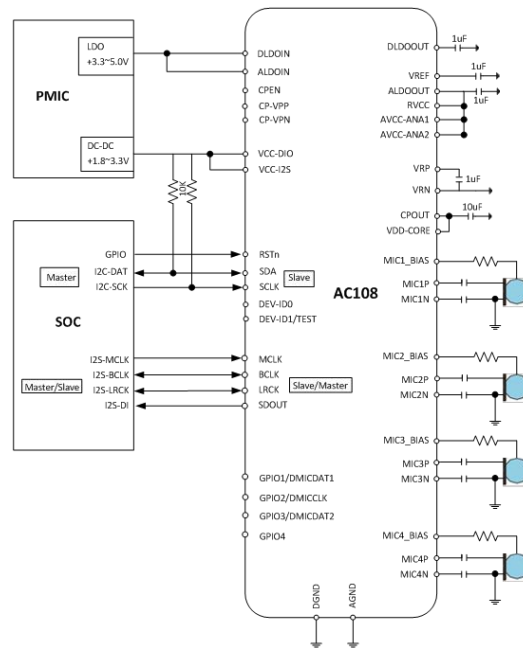 LDO
+3.3~5.0V
PMIC
DC-DC
+1.8~3.3V
10K
GPIO
Master
I2C-DAT
I2C-SCK
SOC
I2S-MCLK
I2S-BCLK
Master/Slave
I2S-LRCK
I2S-DI
DLDOIN
ALDOIN
CPEN
CP-VPP
CP-VPN
VCC-DIO
VCC-I2S
RSTn
SDA
Slave
SCLK
DEV-ID0
DEV-ID1/TEST
MCLK
BCLK
LRCK
Slave/Master
SDOUT
GPIO1/DMICDAT1
GPIO2/DMICCLK
GPIO3/DMICDAT2
GPIO4
AC108
DGND
AGND
DLDOOUT
1uF
VREF
1uF
ALDOOUT
1uF
RVCC
AVCC-ANA1
AVCC-ANA2
VRP
1uF
VRN
CPOUT
10uF
VDD-CORE
MIC1_BIAS
MIC1P
MIC1N
MIC2_BIAS
MIC2P
MIC2N
MIC3_BIAS
MIC3P
MIC3N
MIC4_BIAS
MIC4P
MIC4N